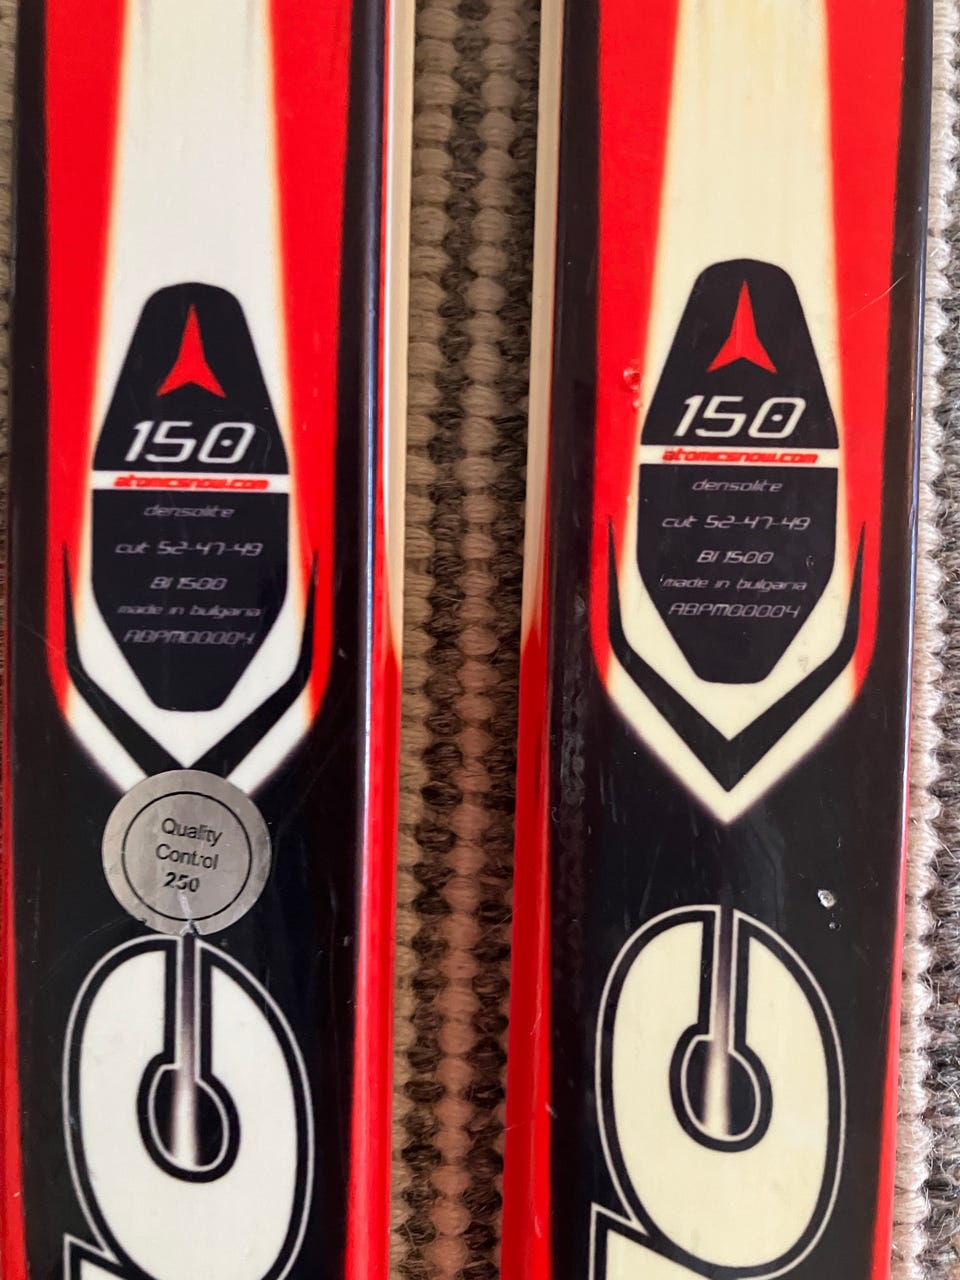 150
atomicsnow.com
densolite
cut 52-47-49
BI 1500
made in bulgaria
ABPM00004
Quality
Control
250
150
atomicsnow.com
densolite
cut 52-47-49
BI 1500
made in bulgaria
ABPM00004